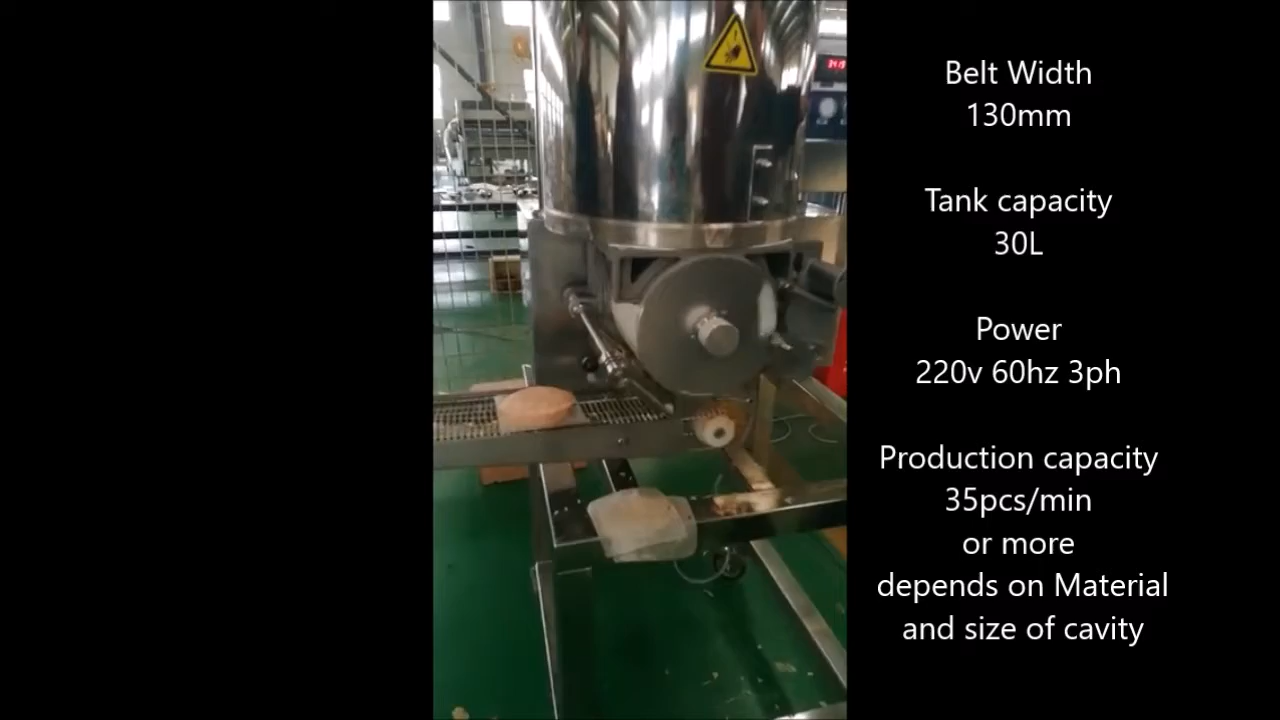 Belt Width
130mm
Tank capacity
30L
Power
220v 60hz 3ph
Production capacity
35pcs/min
or more
depends on Material
and size of cavity